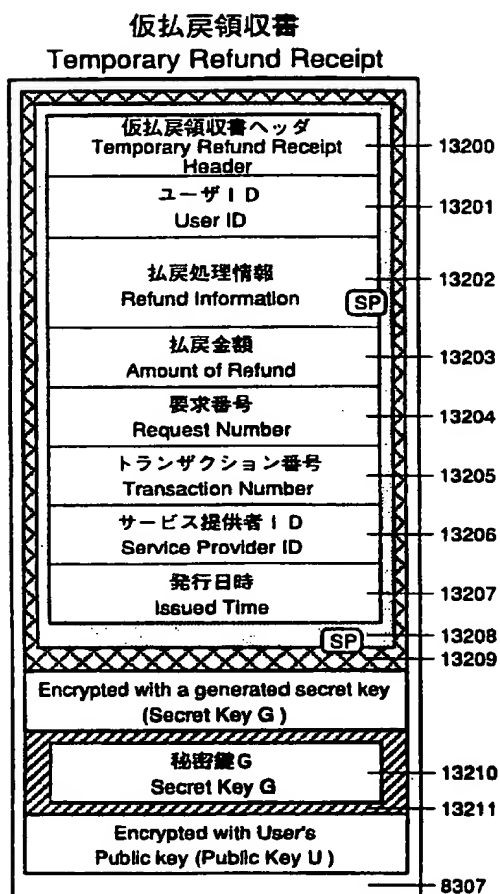 仮払戻領収書
Temporary Refund Receipt
仮払戻領収書ヘッダ
Temporary Refund Receipt
Header
13200
ユーザID
User ID
13201
払戻処理情報
Refund Information
SP
13202
払戻金額
Amount of Refund
13203
要求番号
Request Number
13204
トランザクション番号
Transaction Number
13205
サービス提供者ID
Service Provider ID
13206
発行日時
Issued Time
13207
SP
13208
13209
Encrypted with a generated secret key
(Secret Key G )
秘密鍵G
Secret Key G
13210
13211
Encrypted with User's
Public key (Public Key U )
8307